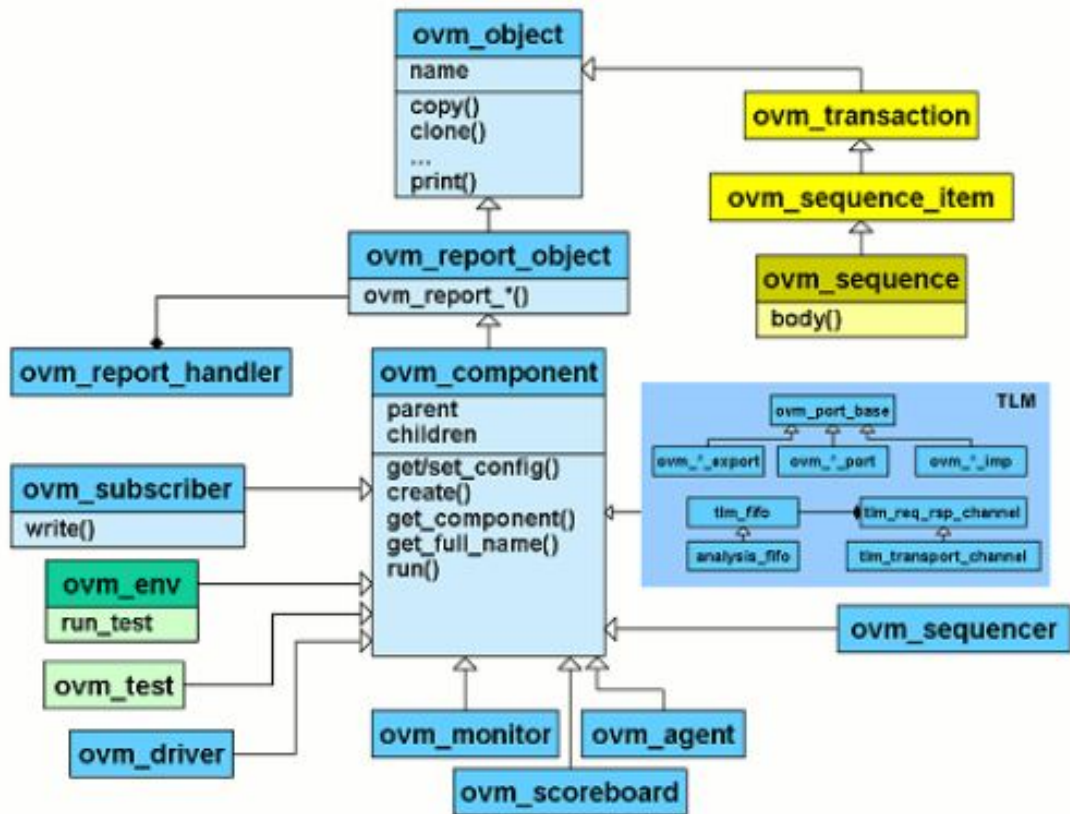 ovm_object
name
copy()
clone()
...
print()
ovm_transaction
ovm_sequence_item
ovm_sequence
body()
ovm_report_object
ovm_report_*()
ovm_report_handler
ovm_component
parent
children
get/set_config()
create()
get_component()
get_full_name()
run()
TLM
ovm_port_base
ovm_*_export
ovm_*_port
ovm_*_imp
tlm_fifo
tlm_req_rsp_channel
analysis_fifo
tlm_transport_channel
ovm_subscriber
write()
ovm_env
run_test
ovm_test
ovm_driver
ovm_sequencer
ovm_monitor
ovm_agent
ovm_scoreboard